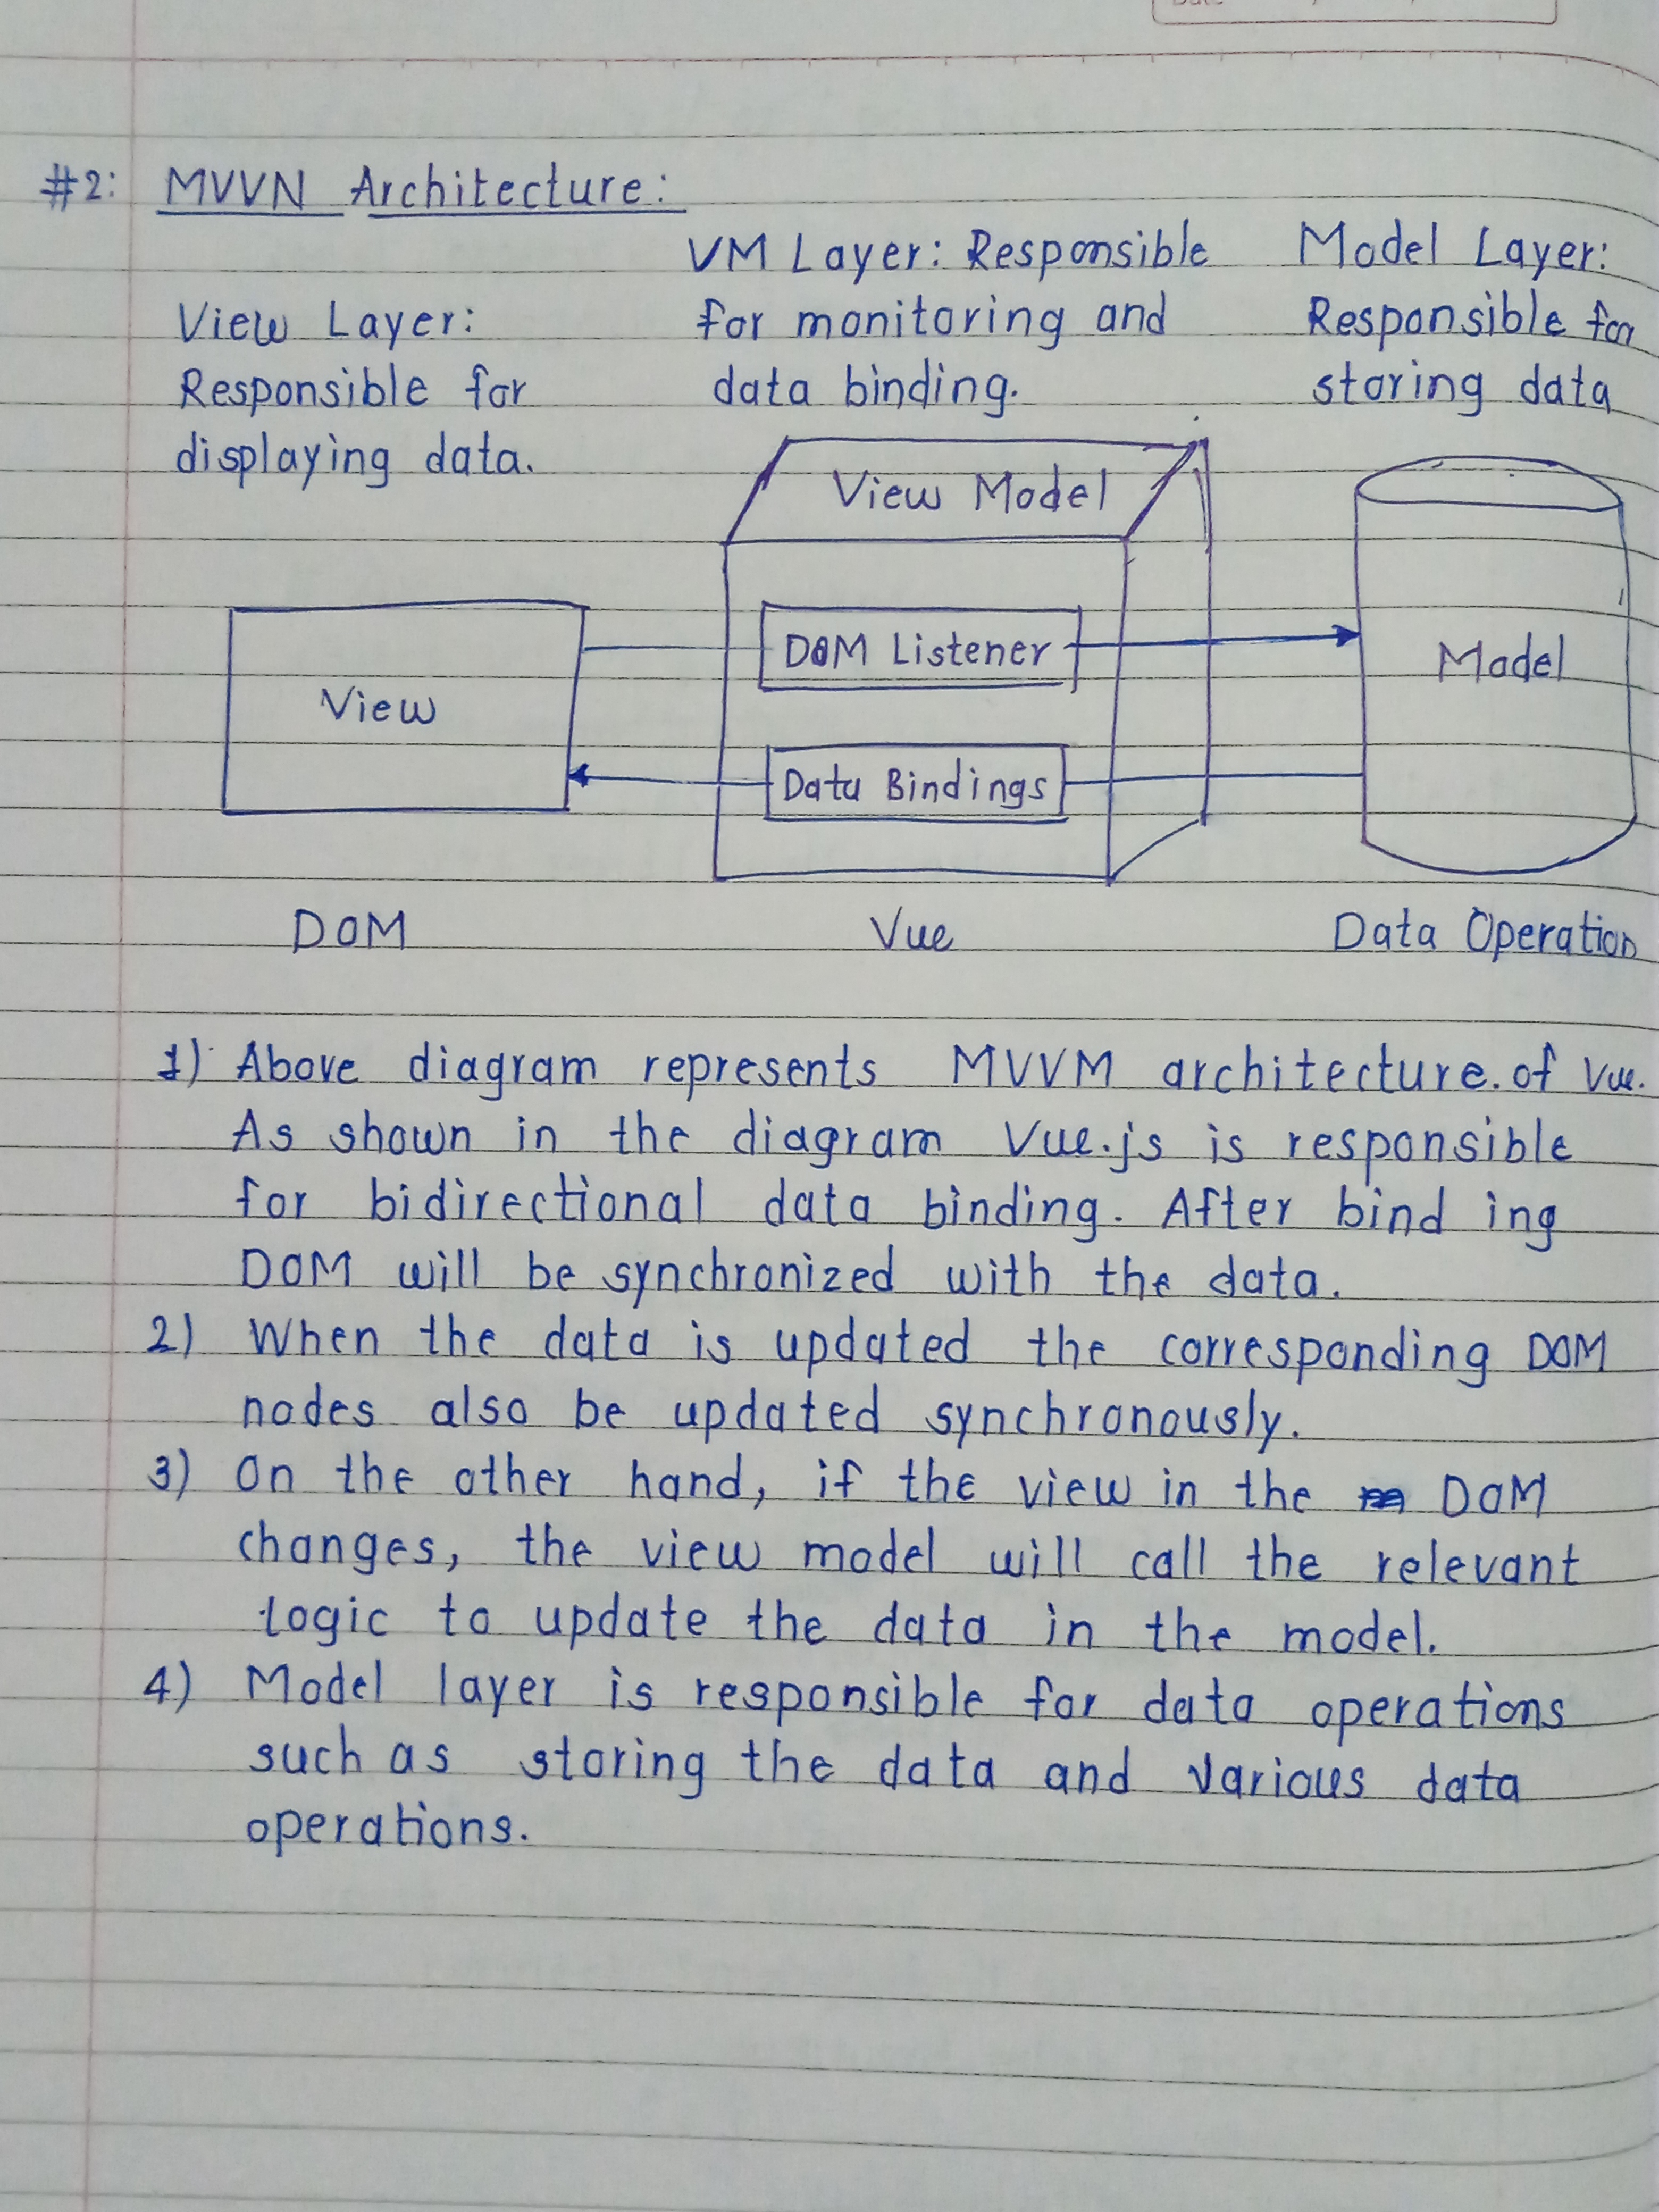 Date
#2: MVVN Architecture:
View Layer:
Responsible for
displaying data.
VM Layer: Responsible
for monitoring and
data binding.
Model Layer:
Responsible for
storing data
View Model
DOM Listener
Data Bindings
View
Model
DOM
Vue
Data Operation
1) Above diagram represents MVVM architecture. of Vue.
As shown in the diagram Vue.js is responsible
for bidirectional data binding. After bind ing
DOM will be synchronized with the data.
2) When the data is updated the corresponding DOM
nodes also be updated synchronously.
3) On the other hand, if the view in the DOM
changes, the view model will call the relevant
logic to update the data in the model.
4) Model layer is responsible for data operations
such as storing the data and various data
operations.